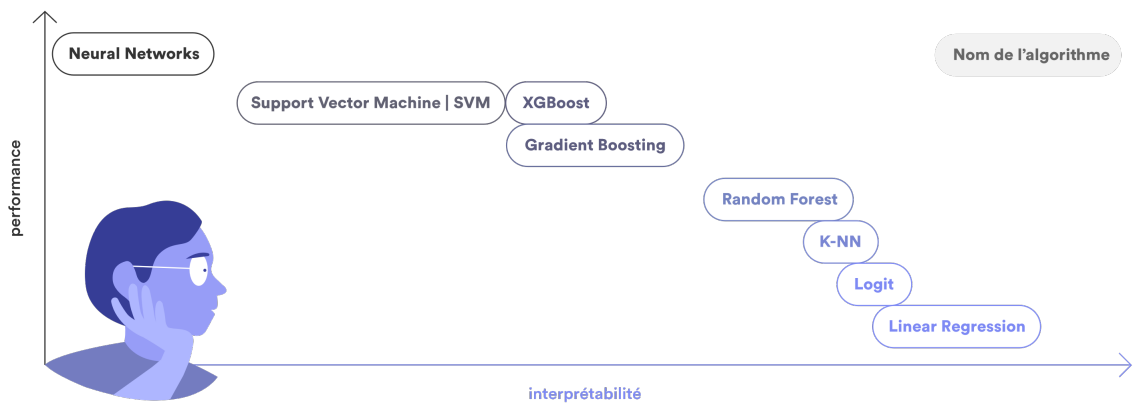 Neural Networks
Nom de l’algorithme
Support Vector Machine | SVM
XGBoost
Gradient Boosting
performance
Random Forest
K-NN
Logit
Linear Regression
interprétabilité